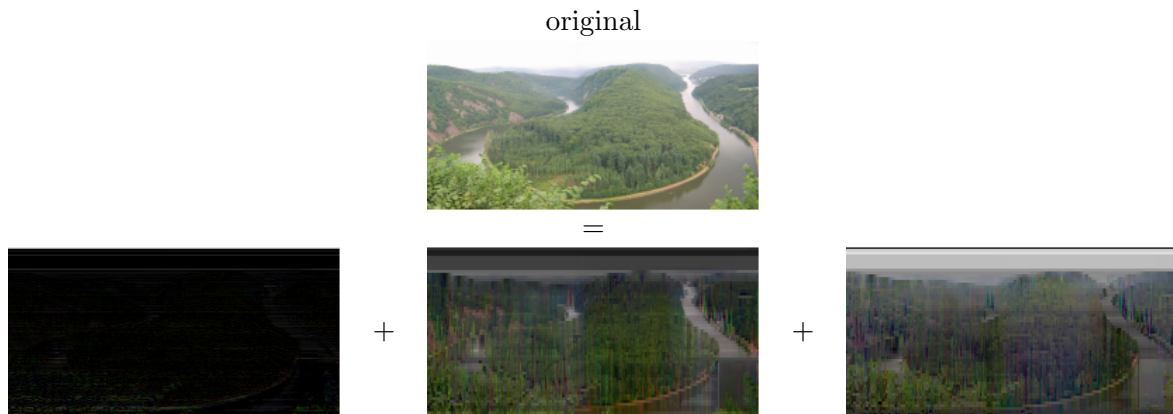 original
=
+ +